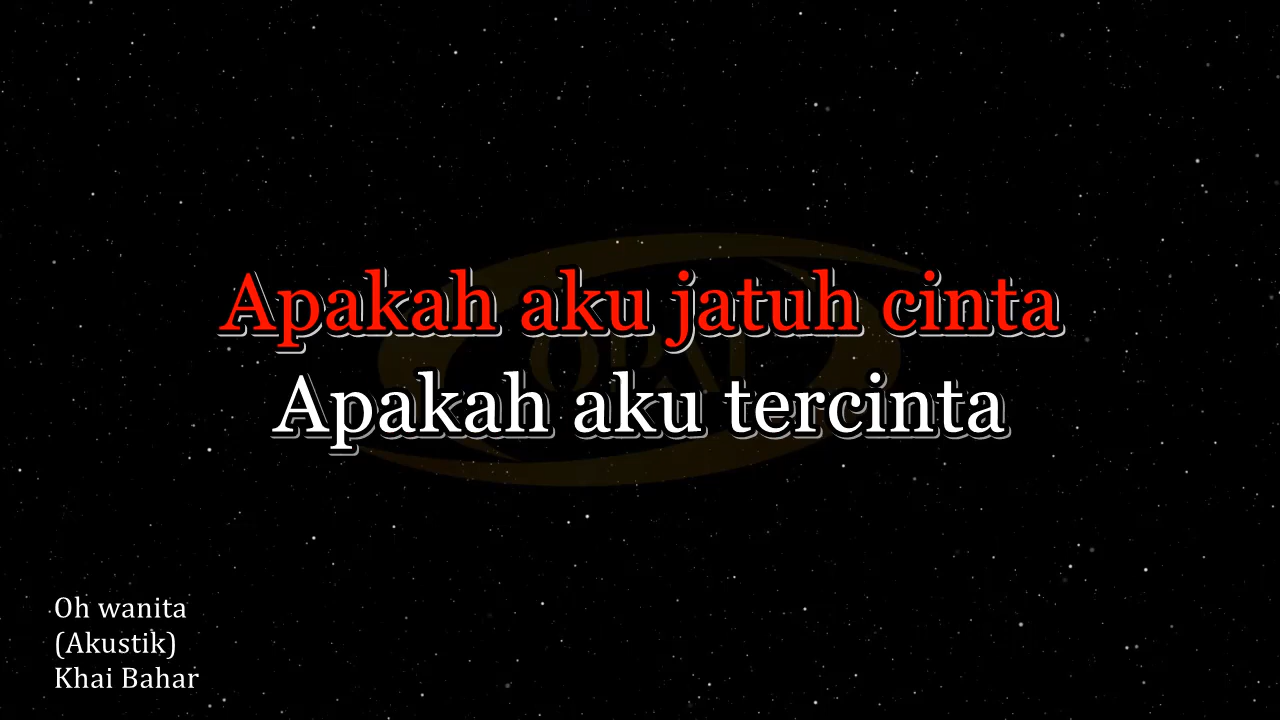 Apakah aku jatuh cinta
Apakah aku tercinta
Oh wanita
(Akustik)
Khai Bahar